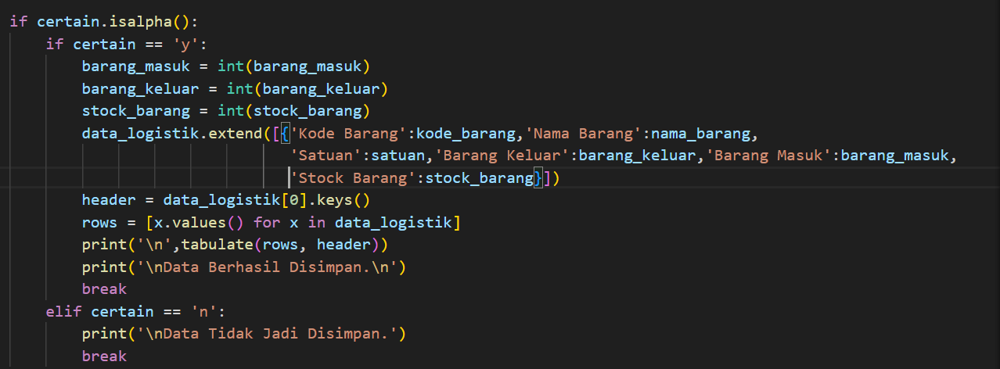 if certain.isalpha():
    if certain == 'y':
        barang_masuk = int(barang_masuk)
        barang_keluar = int(barang_keluar)
        stock_barang = int(stock_barang)
        data_logistik.extend([{'Kode Barang':kode_barang,'Nama Barang':nama_barang,
                               'Satuan':satuan,'Barang Keluar':barang_keluar,'Barang Masuk':barang_masuk,
                               'Stock Barang':stock_barang}])
        header = data_logistik[0].keys()
        rows = [x.values() for x in data_logistik]
        print('\n',tabulate(rows, header))
        print('\nData Berhasil Disimpan.\n')
        break
    elif certain == 'n':
        print('\nData Tidak Jadi Disimpan.')
        break